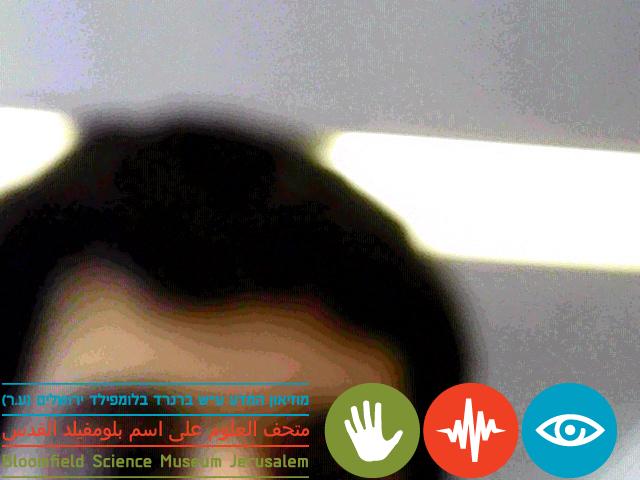 מוזיאון המדע ע״ש ברנרד בלומפילד ירושלים (ע.ר)
متحف العلوم على اسم بلومفيلد القدس
Bloomfield Science Museum Jerusalem